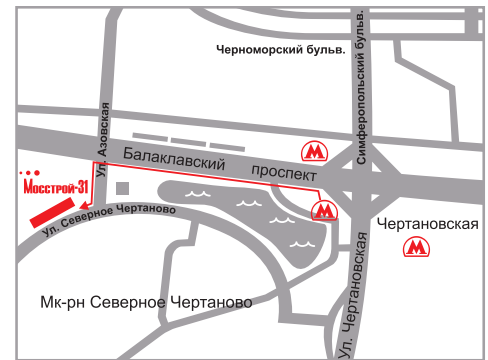 Черноморский бульв.
Симферопольский бульв.
Ул. Азовская
Балаклавский проспект
М
Мосстрой-31
М
Ул. Северное Чертаново
Чертановская
М
Ул. Чертановская
Мк-рн Северное Чертаново